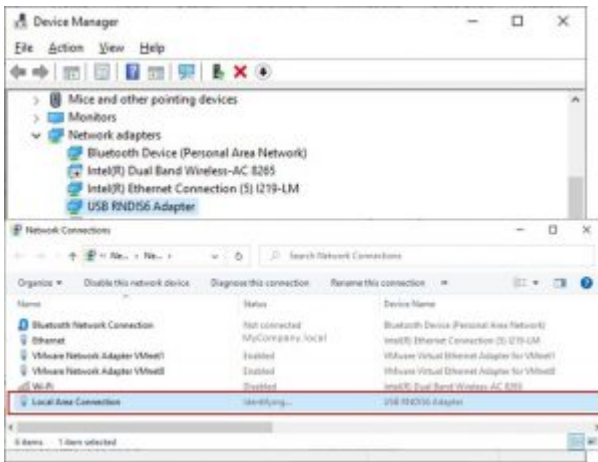 Device Manager
File Action View Help
Mice and other pointing devices
Monitors
Network adapters
Bluetooth Device (Personal Area Network)
Intel(R) Dual Band Wireless-AC 8265
Intel(R) Ethernet Connection (5) I219-LM
USB RNDIS6 Adapter
Network Connections
Ne... Ne...
Search Network Connections
Organize Disable this network device Diagnose this connection Rename this connection
Name Status Device Name
Bluetooth Network Connection Not connected Bluetooth Device (Personal Area Network)
Ethernet MyCompany.local Intel(R) Ethernet Connection (5) I219-LM
VMware Network Adapter VMnet1 Enabled VMware Virtual Ethernet Adapter for VMnet1
VMware Network Adapter VMnet8 Enabled VMware Virtual Ethernet Adapter for VMnet8
Wi-Fi Disabled Intel(R) Dual Band Wireless-AC 8265
Local Area Connection Identifying... USB RNDIS6 Adapter
6 items 1 item selected